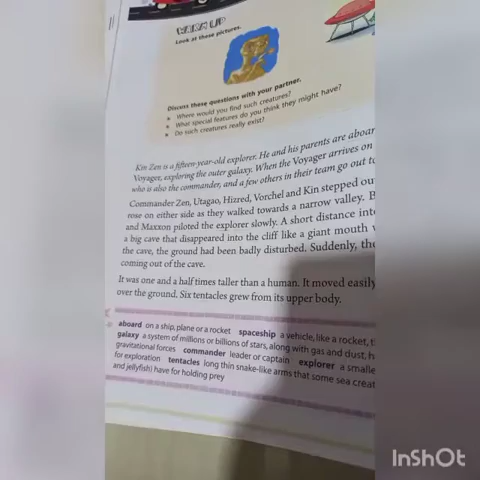 WARM UP
Look at these pictures.
Discuss these questions with your partner.
Where would you find such creatures?
What special features do you think they might have?
Do such creatures really exist?
Kin Zen is a fifteen-year-old explorer. He and his parents are aboar
Voyager, exploring the outer galaxy. When the Voyager arrives on
who is also the commander, and a few others in their team go out to
Commander Zen, Utagao, Hizred, Vorchel and Kin stepped ou
rose on either side as they walked towards a narrow valley. B
and Maxxon piloted the explorer slowly. A short distance int
a big cave that disappeared into the cliff like a giant mouth
the cave, the ground had been badly disturbed. Suddenly, the
coming out of the cave.
It was one and a half times taller than a human. It moved easily
over the ground. Six tentacles grew from its upper body.
aboard on a ship, plane or a rocket spaceship a vehicle, like a rocket, t
galaxy a system of millions or billions of stars, along with gas and dust, h
gravitational forces commander leader or captain explorer a smalle
for exploration tentacles long thin snake-like arms that some sea creat
and jellyfish) have for holding prey
InShOt